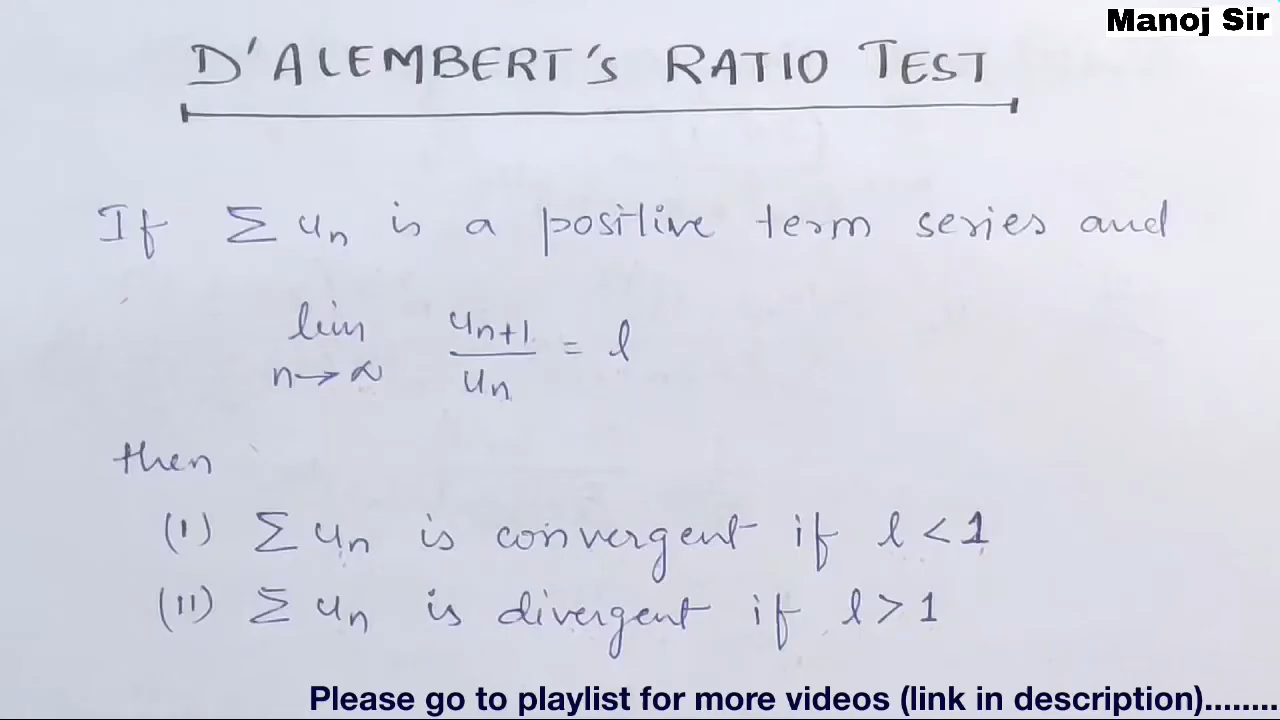 Manoj Sir
D'ALEMBERT'S RATIO TEST
If Σ un is a positive term series and
lim un+1 = l
n→∞ un
then
(I) Σ un is convergent if l < 1
(II) Σ un is divergent if l > 1
Please go to playlist for more videos (link in description)........